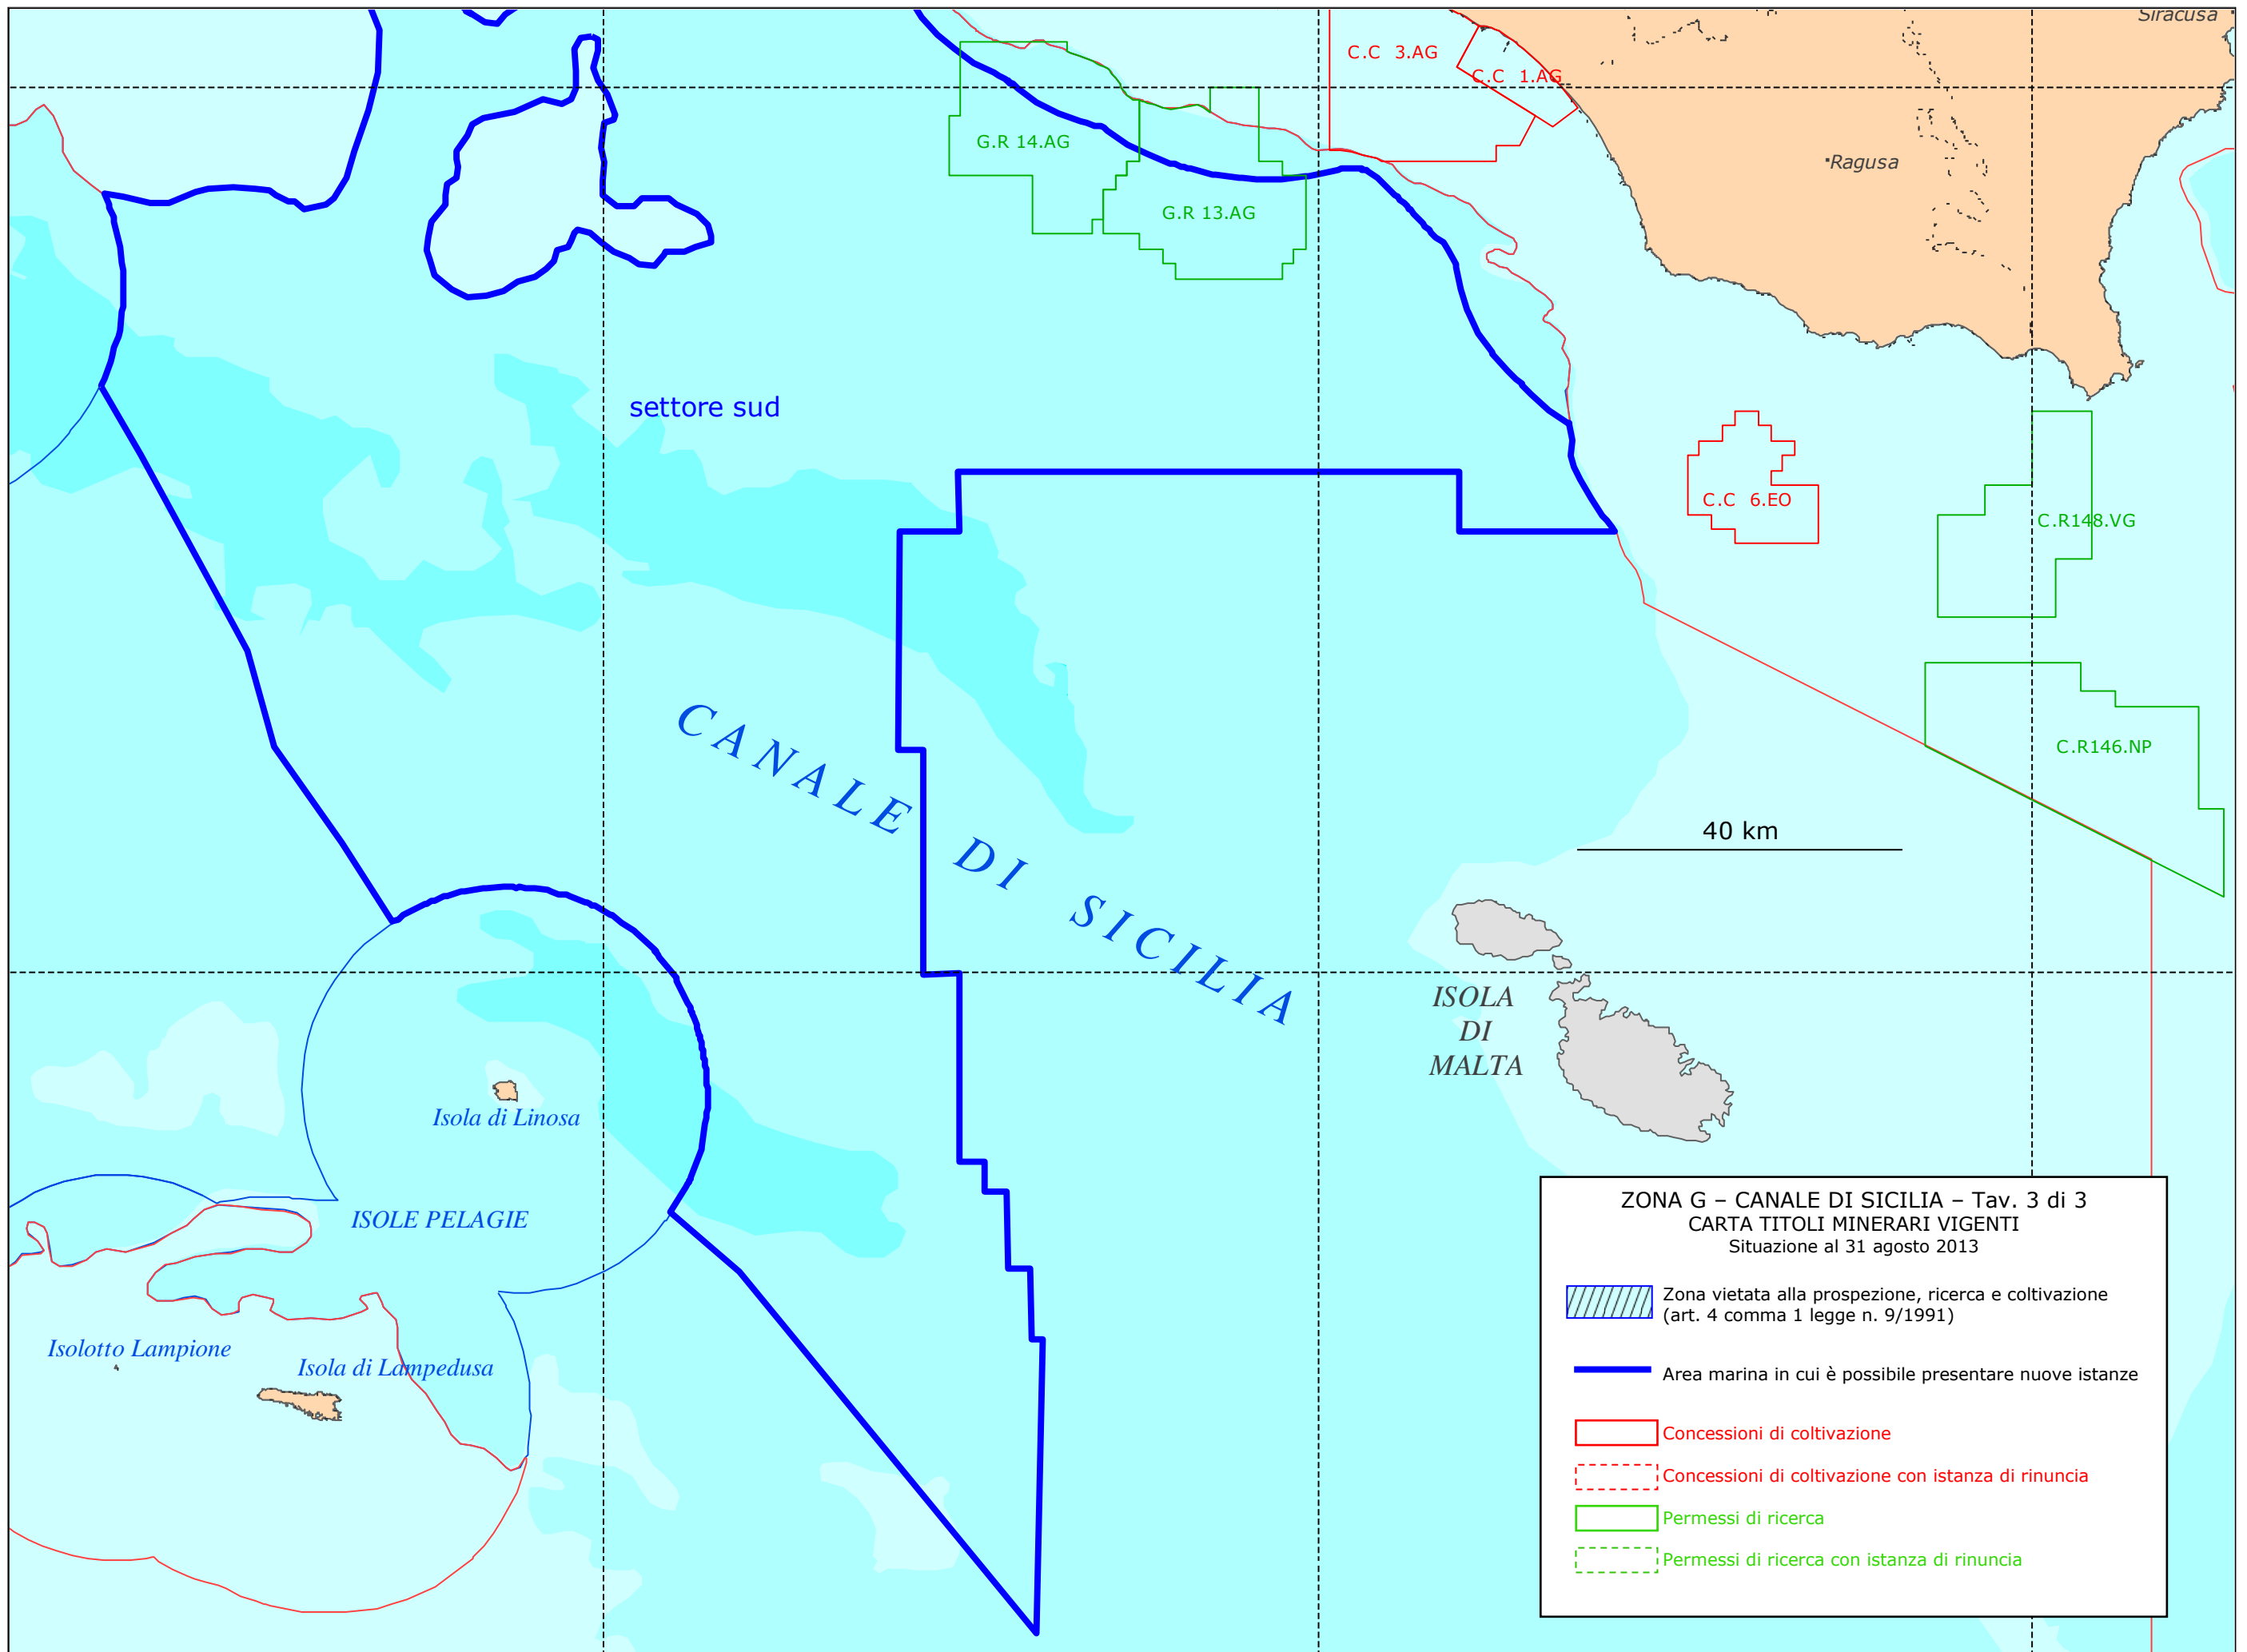 Siracusa
C.C 3.AG
C.C 1.AG
G.R 14.AG
Ragusa
G.R 13.AG
settore sud
C.C 6.EO
C.R148.VG
CANALE DI SICILIA
C.R146.NP
40 km
ISOLA
DI
MALTA
Isola di Linosa
ISOLE PELAGIE
Isolotto Lampione
Isola di Lampedusa
ZONA G – CANALE DI SICILIA – Tav. 3 di 3
CARTA TITOLI MINERARI VIGENTI
Situazione al 31 agosto 2013
Zona vietata alla prospezione, ricerca e coltivazione
(art. 4 comma 1 legge n. 9/1991)
Area marina in cui è possibile presentare nuove istanze
Concessioni di coltivazione
Concessioni di coltivazione con istanza di rinuncia
Permessi di ricerca
Permessi di ricerca con istanza di rinuncia